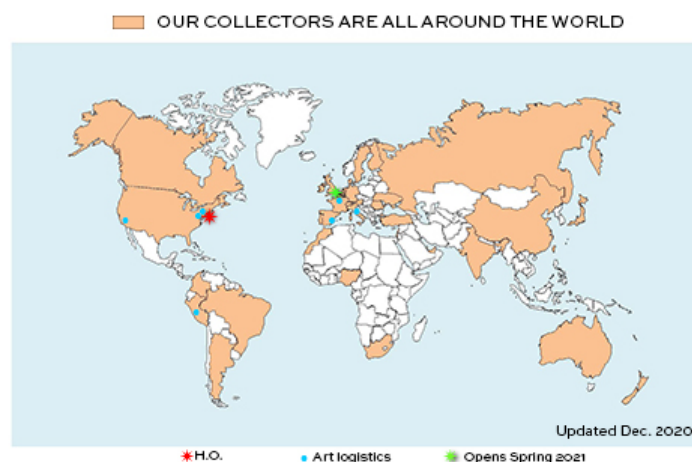 OUR COLLECTORS ARE ALL AROUND THE WORLD
Updated Dec. 2020
H.O.
Art logistics
Opens Spring 2021